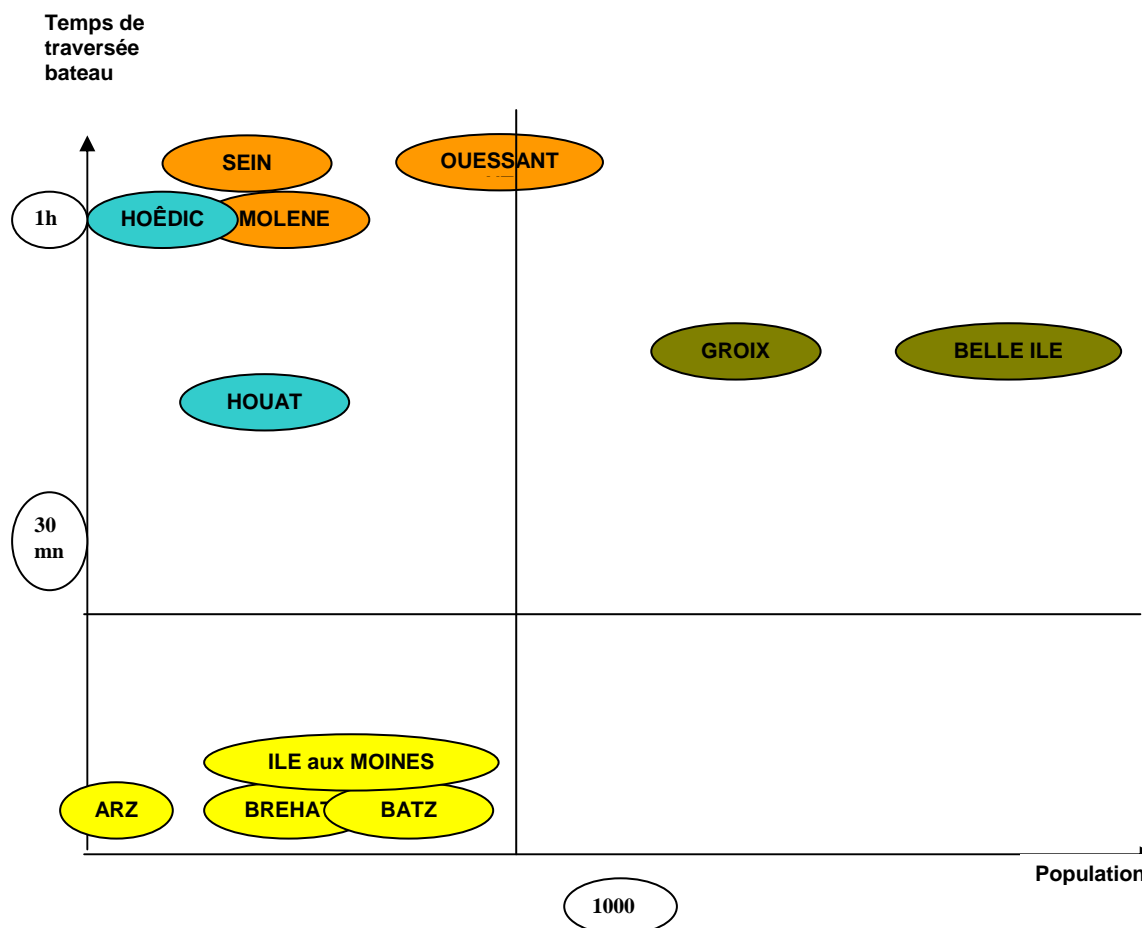 Temps de
traversée
bateau
SEIN
OUESSANT
1h
HOÊDIC
MOLENE
GROIX
BELLE ILE
HOUAT
30
mn
ILE aux MOINES
ARZ
BREHAT
BATZ
Population
1000